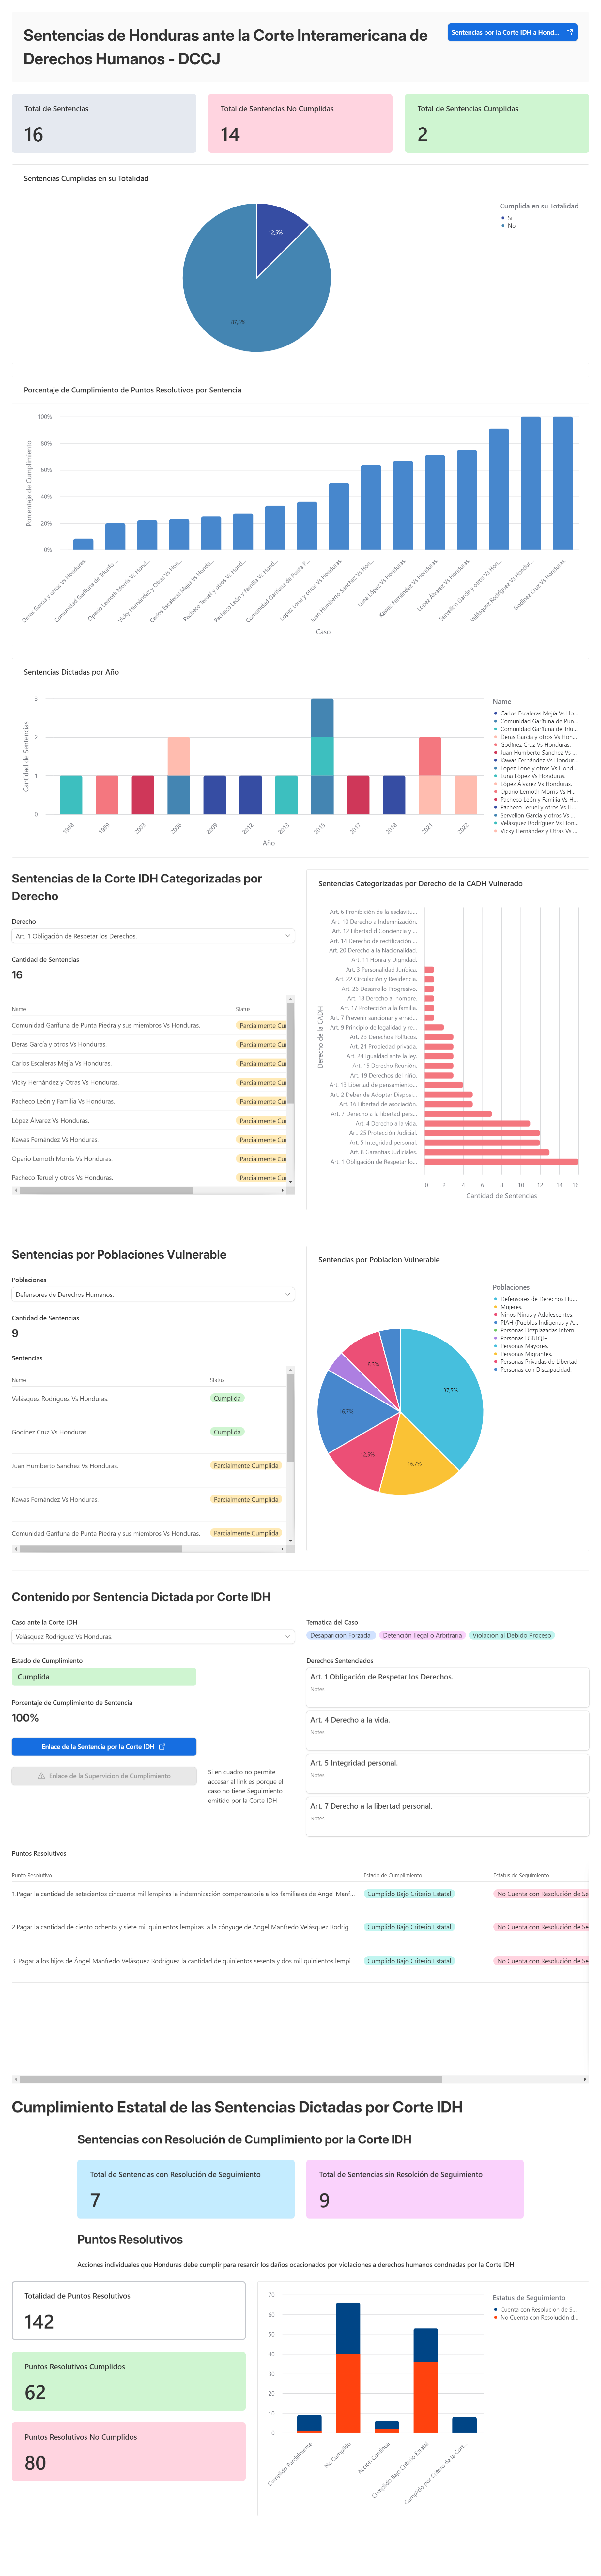 Sentencias de Honduras ante la Corte Interamericana de
Derechos Humanos - DCCJ
Sentencias por la Corte IDH a Hond...
Total de Sentencias
16
Total de Sentencias No Cumplidas
14
Total de Sentencias Cumplidas
2
Sentencias Cumplidas en su Totalidad
Cumplida en su Totalidad
Si
No
12,5%
87,5%
Porcentaje de Cumplimiento de Puntos Resolutivos por Sentencia
Porcentaje de Cumplimiento
100%
80%
60%
40%
20%
0%
Deras García y otros Vs Honduras.
Comunidad Garífuna de Triunfo ...
Opario Lemoth Morris Vs Hond...
Vicky Hernández y Otras Vs Hon...
Carlos Escaleras Mejía Vs Hondu...
Pacheco Teruel y otros Vs Hond...
Pacheco León y Familia Vs Hond...
Comunidad Garífuna de Punta P...
Lopez Lone y otros Vs Honduras.
Juan Humberto Sanchez Vs Hon...
Luna López Vs Honduras.
Kawas Fernández Vs Honduras.
López Álvarez Vs Honduras.
Servellon Garcia y otros Vs Hon...
Velásquez Rodríguez Vs Hondur...
Godínez Cruz Vs Honduras.
Caso
Sentencias Dictadas por Año
Cantidad de Sentencias
3
2
1
0
1988
1989
2003
2006
2009
2012
2013
2015
2017
2018
2021
2022
Año
Name
Carlos Escaleras Mejía Vs Ho...
Comunidad Garífuna de Pun...
Comunidad Garífuna de Triu...
Deras García y otros Vs Hon...
Godínez Cruz Vs Honduras.
Juan Humberto Sanchez Vs ...
Kawas Fernández Vs Hondur...
Lopez Lone y otros Vs Hond...
Luna López Vs Honduras.
López Álvarez Vs Honduras.
Opario Lemoth Morris Vs H...
Pacheco León y Familia Vs H...
Pacheco Teruel y otros Vs H...
Servellon Garcia y otros Vs ...
Velásquez Rodríguez Vs Hon...
Vicky Hernández y Otras Vs ...
Sentencias de la Corte IDH Categorizadas por
Derecho
Derecho
Art. 1 Obligación de Respetar los Derechos.
Cantidad de Sentencias
16
Name Status
Comunidad Garífuna de Punta Piedra y sus miembros Vs Honduras. Parcialmente Cu
Deras García y otros Vs Honduras. Parcialmente Cu
Carlos Escaleras Mejía Vs Honduras. Parcialmente Cu
Vicky Hernández y Otras Vs Honduras. Parcialmente Cu
Pacheco León y Familia Vs Honduras. Parcialmente Cu
López Álvarez Vs Honduras. Parcialmente Cu
Kawas Fernández Vs Honduras. Parcialmente Cu
Opario Lemoth Morris Vs Honduras. Parcialmente Cu
Pacheco Teruel y otros Vs Honduras. Parcialmente Cu
Sentencias Categorizadas por Derecho de la CADH Vulnerado
Derecho de la CADH
Art. 6 Prohibición de la esclavitu...
Art. 10 Derecho a Indemnización.
Art. 12 Libertad d Conciencia y ...
Art. 14 Derecho de rectificación ...
Art. 20 Derecho a la Nacionalidad.
Art. 11 Honra y Dignidad.
Art. 3 Personalidad Jurídica.
Art. 22 Circulación y Residencia.
Art. 26 Desarrollo Progresivo.
Art. 18 Derecho al nombre.
Art. 17 Protección a la familia.
Art. 7 Prevenir sancionar y errad...
Art. 9 Principio de legalidad y re...
Art. 23 Derechos Políticos.
Art. 21 Propiedad privada.
Art. 24 Igualdad ante la ley.
Art. 15 Derecho Reunión.
Art. 19 Derechos del niño.
Art. 13 Libertad de pensamiento...
Art. 2 Deber de Adoptar Disposi...
Art. 16 Libertad de asociación.
Art. 7 Derecho a la libertad pers...
Art. 4 Derecho a la vida.
Art. 25 Protección Judicial.
Art. 5 Integridad personal.
Art. 8 Garantías Judiciales.
Art. 1 Obligación de Respetar lo...
0 2 4 6 8 10 12 14 16
Cantidad de Sentencias
Sentencias por Poblaciones Vulnerable
Poblaciones
Defensores de Derechos Humanos.
Cantidad de Sentencias
9
Sentencias
Name Status
Velásquez Rodríguez Vs Honduras. Cumplida
Godínez Cruz Vs Honduras. Cumplida
Juan Humberto Sanchez Vs Honduras. Parcialmente Cumplida
Kawas Fernández Vs Honduras. Parcialmente Cumplida
Comunidad Garífuna de Punta Piedra y sus miembros Vs Honduras. Parcialmente Cumplida
Sentencias por Poblacion Vulnerable
Poblaciones
Defensores de Derechos Hu...
Mujeres.
Niños Niñas y Adolescentes.
PIAH (Pueblos Indigenas y A...
Personas Dezplazadas Intern...
Personas LGBTQI+.
Personas Mayores.
Personas Migrantes.
Personas Privadas de Libertad.
Personas con Discapacidad.
37,5%
16,7%
12,5%
16,7%
8,3%
Contenido por Sentencia Dictada por Corte IDH
Caso ante la Corte IDH
Velásquez Rodríguez Vs Honduras.
Estado de Cumplimiento
Cumplida
Porcentaje de Cumplimiento de Sentencia
100%
Enlace de la Sentencia por la Corte IDH
Enlace de la Supervicion de Cumplimiento
Si en cuadro no permite
accesar al link es porque el
caso no tiene Seguimiento
emitido por la Corte IDH
Tematica del Caso
Desaparición Forzada Detención Ilegal o Arbitraria Violación al Debido Proceso
Derechos Sentenciados
Art. 1 Obligación de Respetar los Derechos.
Notes
Art. 4 Derecho a la vida.
Notes
Art. 5 Integridad personal.
Notes
Art. 7 Derecho a la libertad personal.
Notes
Puntos Resolutivos
Punto Resolutivo Estado de Cumplimiento Estatus de Seguimiento
1.Pagar la cantidad de setecientos cincuenta mil lempiras la indemnización compensatoria a los familiares de Ángel Manf... Cumplido Bajo Criterio Estatal No Cuenta con Resolución de Se
2.Pagar la cantidad de ciento ochenta y siete mil quinientos lempiras. a la cónyuge de Ángel Manfredo Velásquez Rodríg... Cumplido Bajo Criterio Estatal No Cuenta con Resolución de Se
3. Pagar a los hijos de Ángel Manfredo Velásquez Rodríguez la cantidad de quinientos sesenta y dos mil quinientos lempi... Cumplido Bajo Criterio Estatal No Cuenta con Resolución de Se
Cumplimiento Estatal de las Sentencias Dictadas por Corte IDH
Sentencias con Resolución de Cumplimiento por la Corte IDH
Total de Sentencias con Resolución de Seguimiento
7
Total de Sentencias sin Resolción de Seguimiento
9
Puntos Resolutivos
Acciones individuales que Honduras debe cumplir para resarcir los daños ocacionados por violaciones a derechos humanos condnadas por la Corte IDH
Totalidad de Puntos Resolutivos
142
Puntos Resolutivos Cumplidos
62
Puntos Resolutivos No Cumplidos
80
70
60
50
40
30
20
10
0
Cumplido Parcialmente
No Cumplido
Acción Continua
Cumplido Bajo Criterio Estatal
Cumplido por Critero de la Cort...
Estatus de Seguimiento
Cuenta con Resolución de S...
No Cuenta con Resolución d...